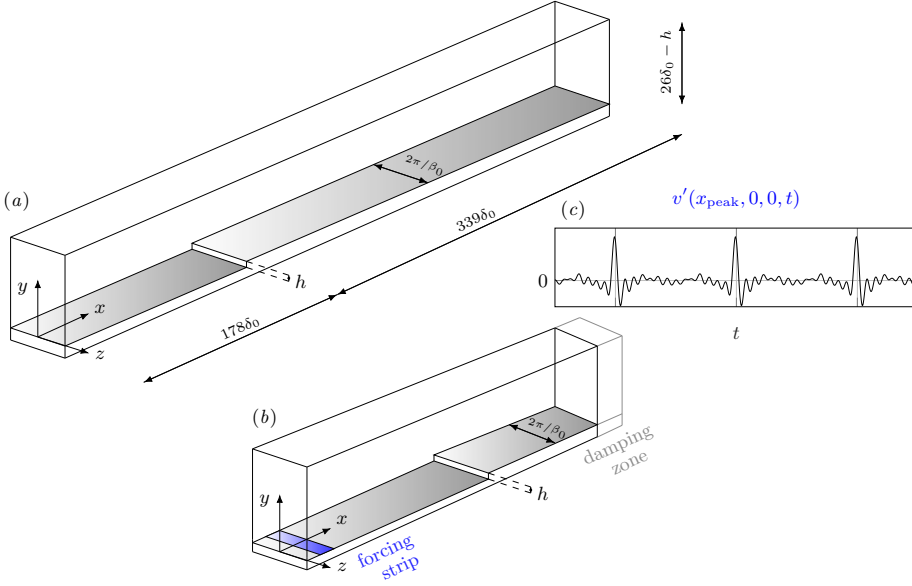 26δ₀ − h
2π/β₀
(a)
339δ₀
v′(x_peak, 0, 0, t)
(c)
h
y
x
0
z
178δ₀
t
(b)
2π/β₀
damping
zone
h
y
x
z
forcing
strip